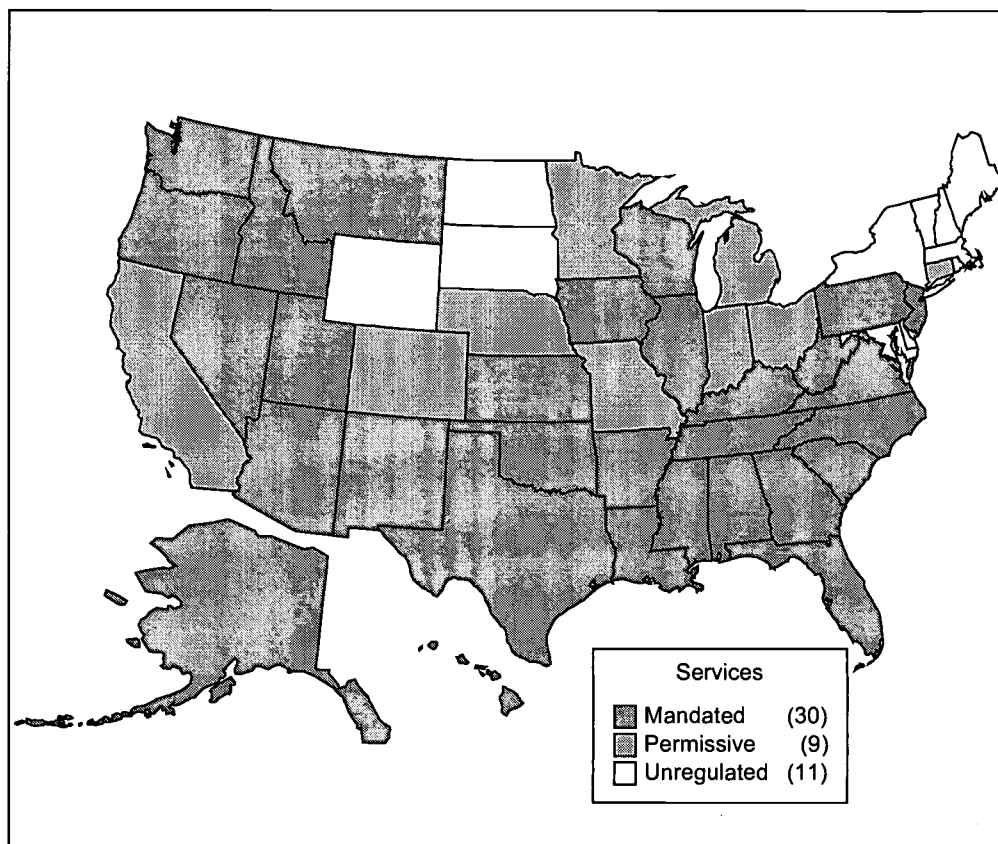 Services
Mandated (30)
Permissive (9)
Unregulated (11)